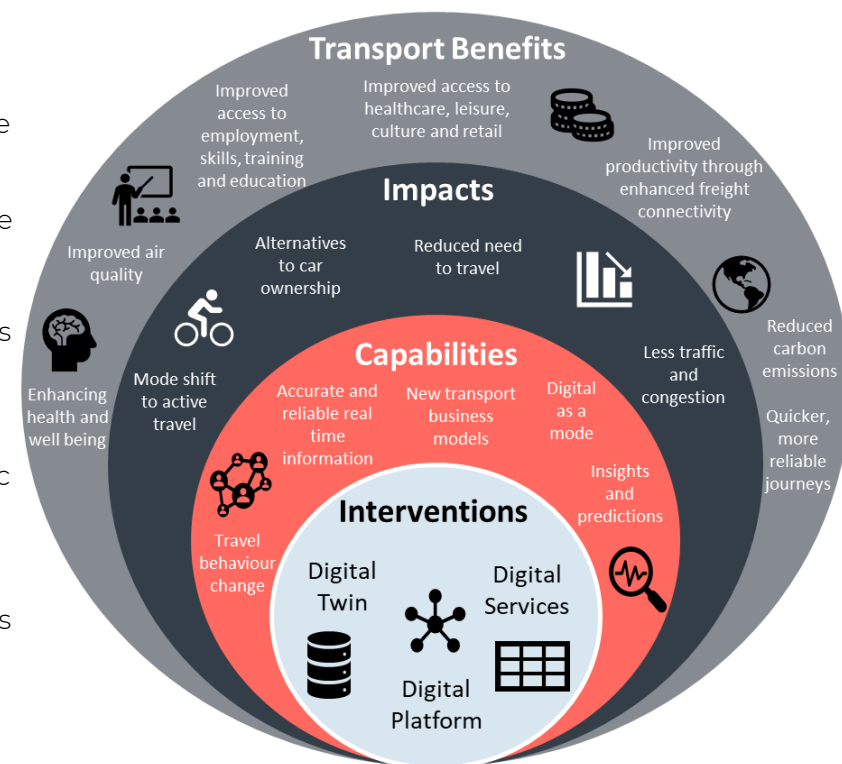 Transport Benefits
Improved
access to
employment,
skills, training
and education
Improved access to
healthcare, leisure,
culture and retail
Improved
productivity through
enhanced freight
connectivity
Improved air
quality
Enhancing
health and
well being
Reduced
carbon
emissions
Quicker,
more
reliable
journeys
Impacts
Alternatives
to car
ownership
Reduced need
to travel
Mode shift
to active
travel
Less traffic
and
congestion
Capabilities
Accurate and
reliable real
time
information
New transport
business
models
Digital
as a
mode
Insights
and
predictions
Travel
behaviour
change
Interventions
Digital
Twin
Digital
Services
Digital
Platform